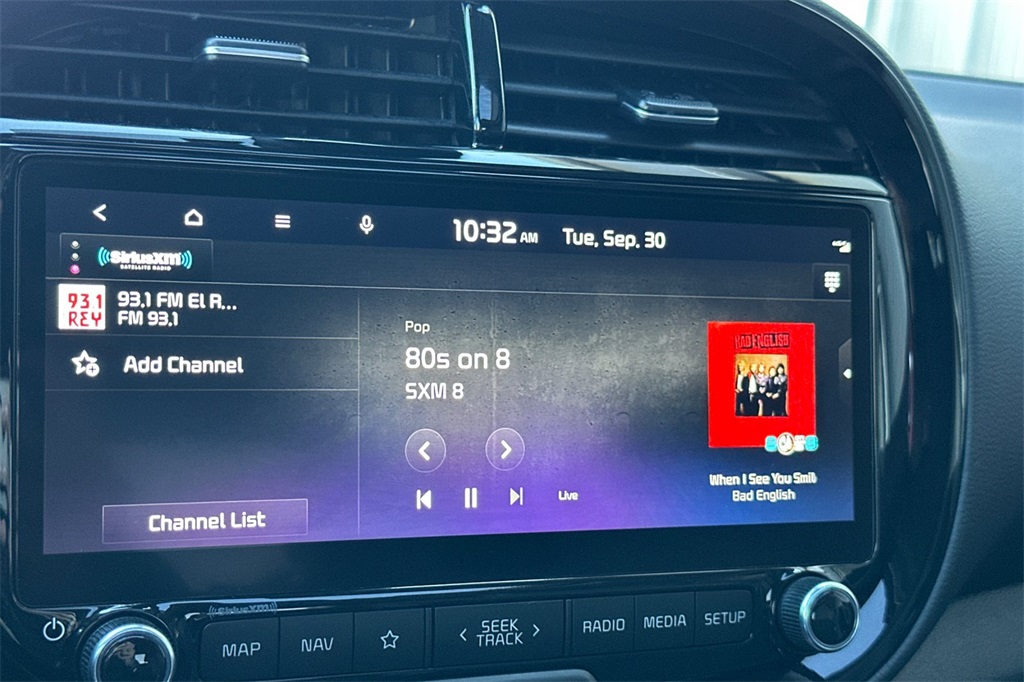 10:32 AM Tue, Sep. 30
SiriusXM
SATELLITE RADIO
93.1
REY
93.1 FM El R...
FM 93.1
Add Channel
Channel List
Pop
80s on 8
SXM 8
Live
BAD ENGLISH
When I See You Smil
Bad English
SiriusXM
MAP
NAV
SEEK
TRACK
RADIO
MEDIA
SETUP